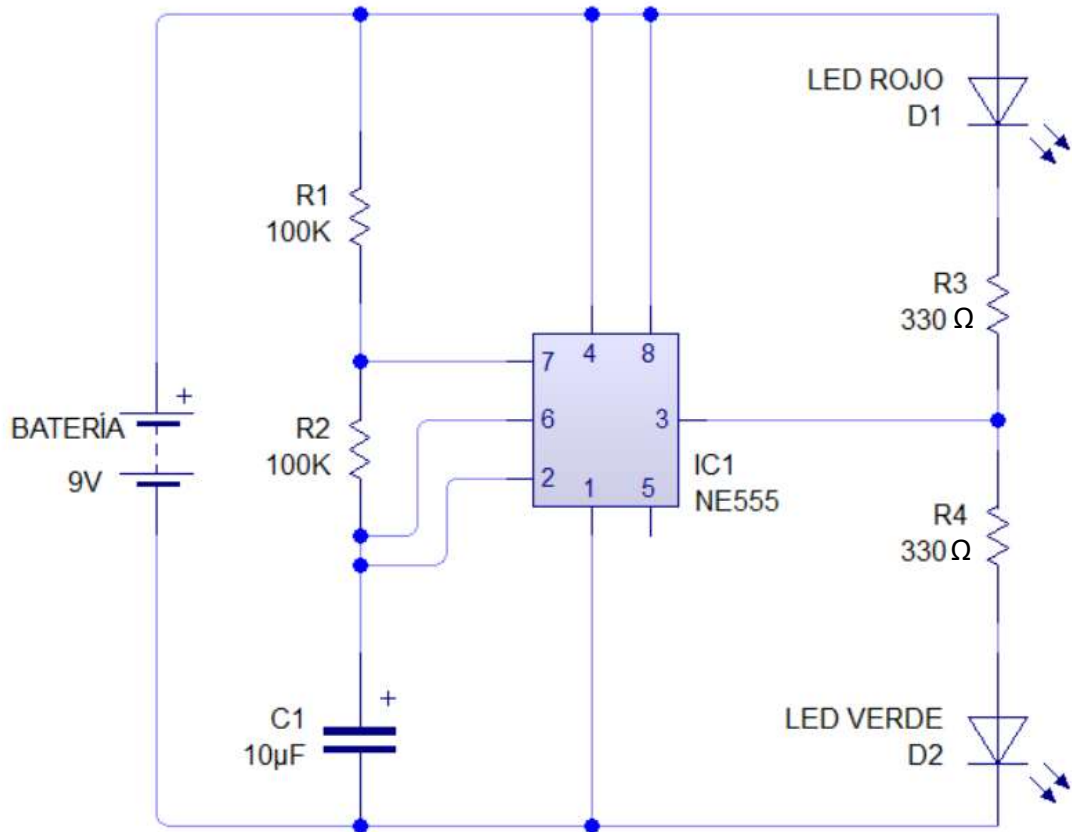 LED ROJO
D1
R1
100K
R3
330 Ω
7
4
8
6
3
2
1
5
IC1
NE555
+
BATERÍA
9V
R2
100K
R4
330 Ω
+
C1
10µF
LED VERDE
D2